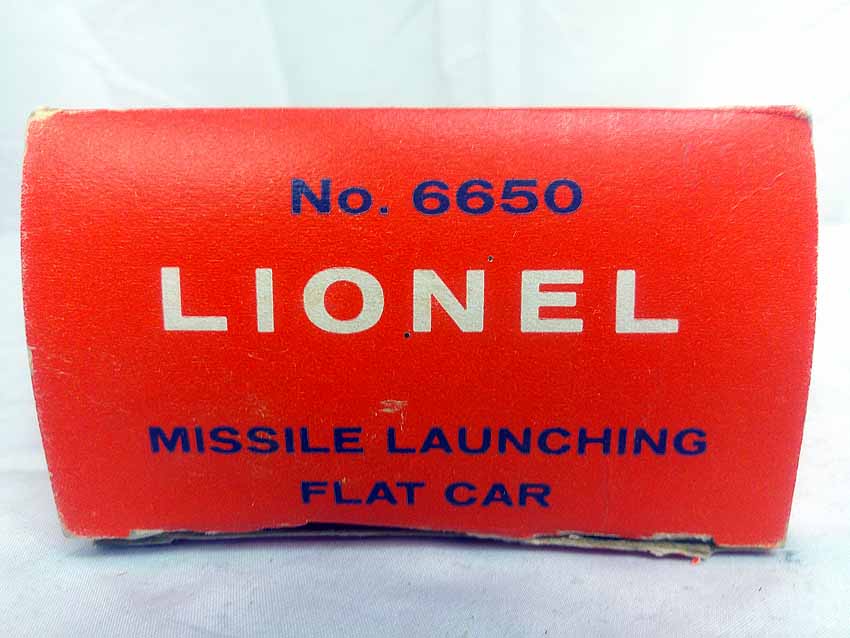 No. 6650
LIONEL
MISSILE LAUNCHING
FLAT CAR